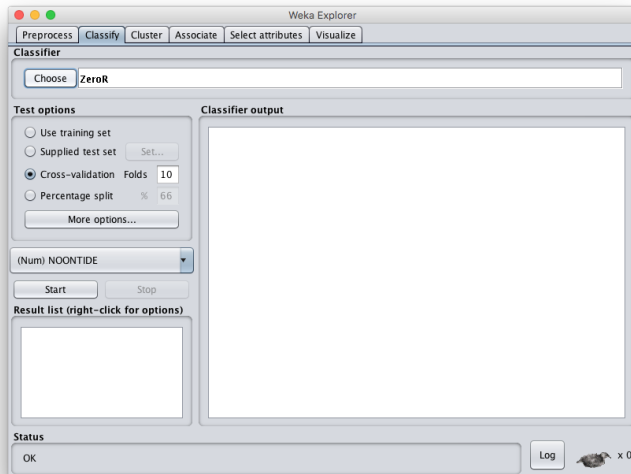 Weka Explorer
Preprocess Classify Cluster Associate Select attributes Visualize
Classifier
Choose ZeroR
Test options
Use training set
Supplied test set Set...
Cross-validation Folds 10
Percentage split % 66
More options...
(Num) NOONTIDE
Start Stop
Result list (right-click for options)
Classifier output
Status
OK
Log x 0